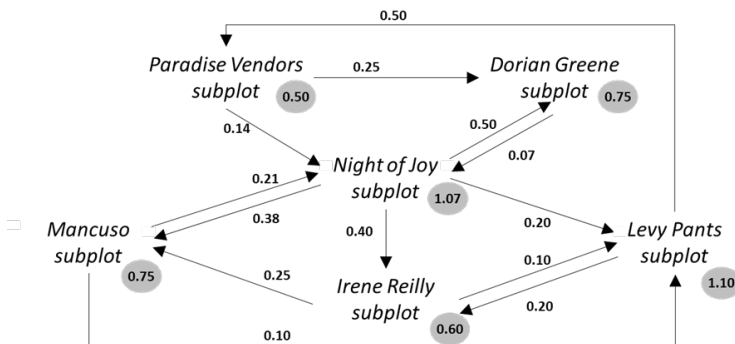 0.50
Paradise Vendors
subplot
0.50
0.25
Dorian Greene
subplot
0.75
0.14
0.50
0.07
Night of Joy
subplot
1.07
0.21
0.38
0.40
0.20
Mancuso
subplot
0.75
Levy Pants
subplot
1.10
0.25
0.10
0.20
Irene Reilly
subplot
0.60
0.10